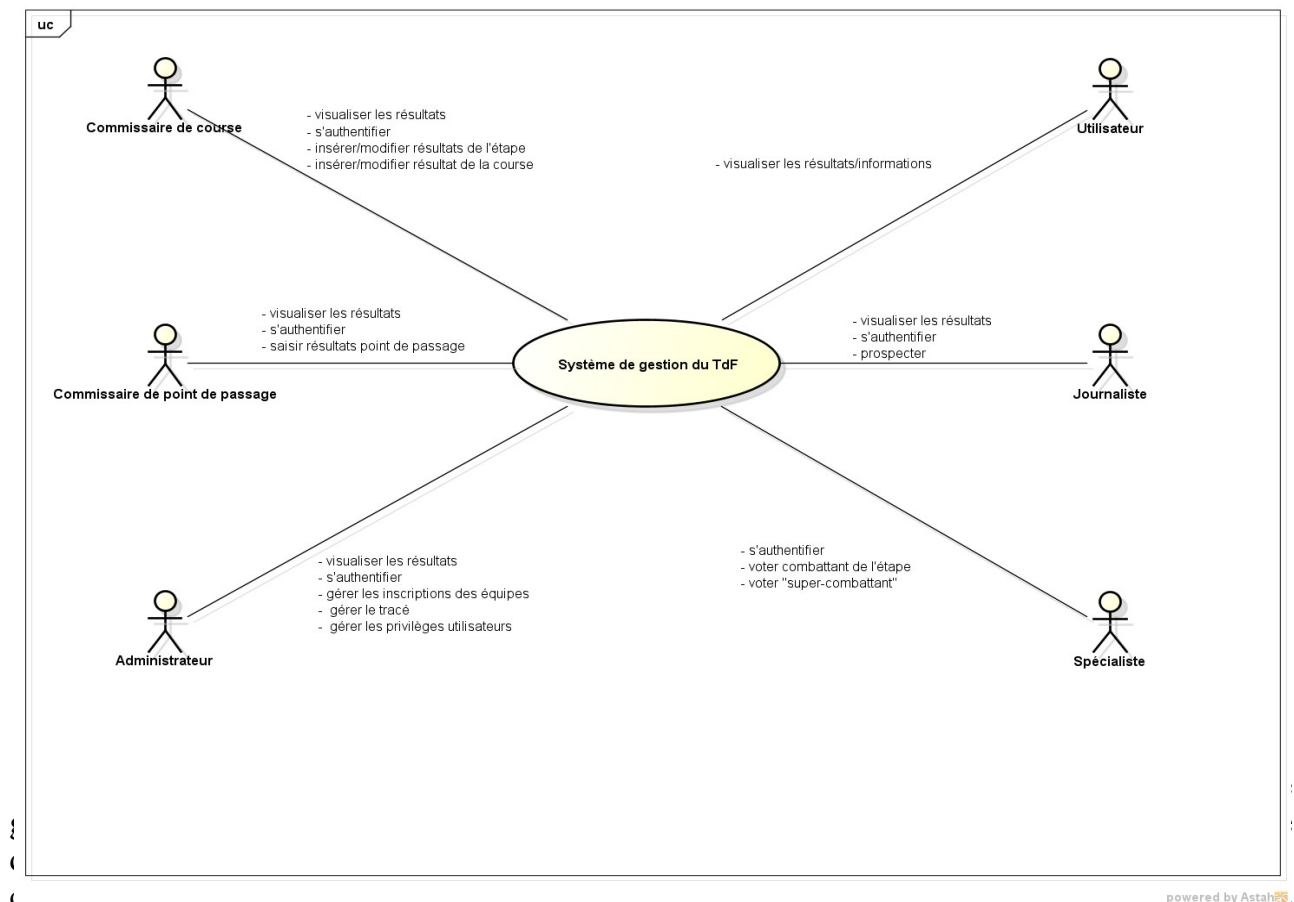 uc
Commissaire de course
- visualiser les résultats
- s'authentifier
- insérer/modifier résultats de l'étape
- insérer/modifier résultat de la course
Utilisateur
- visualiser les résultats/informations
Commissaire de point de passage
- visualiser les résultats
- s'authentifier
- saisir résultats point de passage
Système de gestion du TdF
- visualiser les résultats
- s'authentifier
- prospecter
Journaliste
Administrateur
- visualiser les résultats
- s'authentifier
- gérer les inscriptions des équipes
- gérer le tracé
- gérer les privilèges utilisateurs
- s'authentifier
- voter combattant de l'étape
- voter "super-combattant"
Spécialiste
powered by Astah